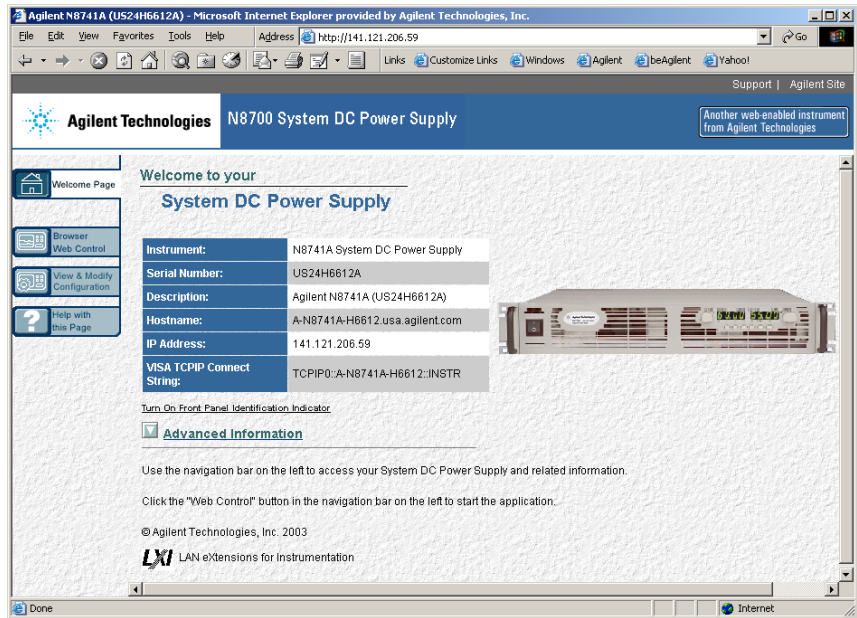 Agilent N8741A (US24H6612A) - Microsoft Internet Explorer provided by Agilent Technologies, Inc.
File Edit View Favorites Tools Help Address http://141.121.206.59 Go
Links Customize Links Windows Agilent beAgilent Yahoo!
Support | Agilent Site
Agilent Technologies N8700 System DC Power Supply
Another web-enabled instrument
from Agilent Technologies
Welcome Page
Browser
Web Control
View & Modify
Configuration
Help with
this Page
Welcome to your
System DC Power Supply
Instrument: N8741A System DC Power Supply
Serial Number: US24H6612A
Description: Agilent N8741A (US24H6612A)
Hostname: A-N8741A-H6612.usa.agilent.com
IP Address: 141.121.206.59
VISA TCPIP Connect
String: TCPIP0::A-N8741A-H6612::INSTR
Turn On Front Panel Identification Indicator
Advanced Information
Use the navigation bar on the left to access your System DC Power Supply and related information.
Click the "Web Control" button in the navigation bar on the left to start the application.
© Agilent Technologies, Inc. 2003
LXI LAN eXtensions for Instrumentation
Done Internet